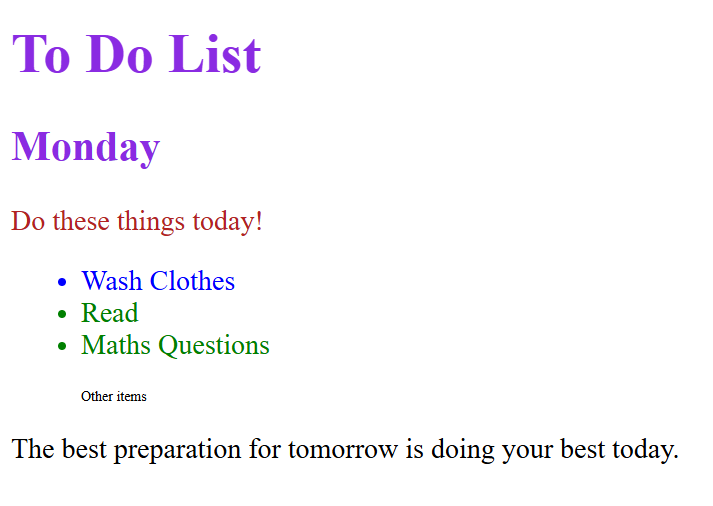 To Do List
Monday
Do these things today!
Wash Clothes
Read
Maths Questions
Other items
The best preparation for tomorrow is doing your best today.